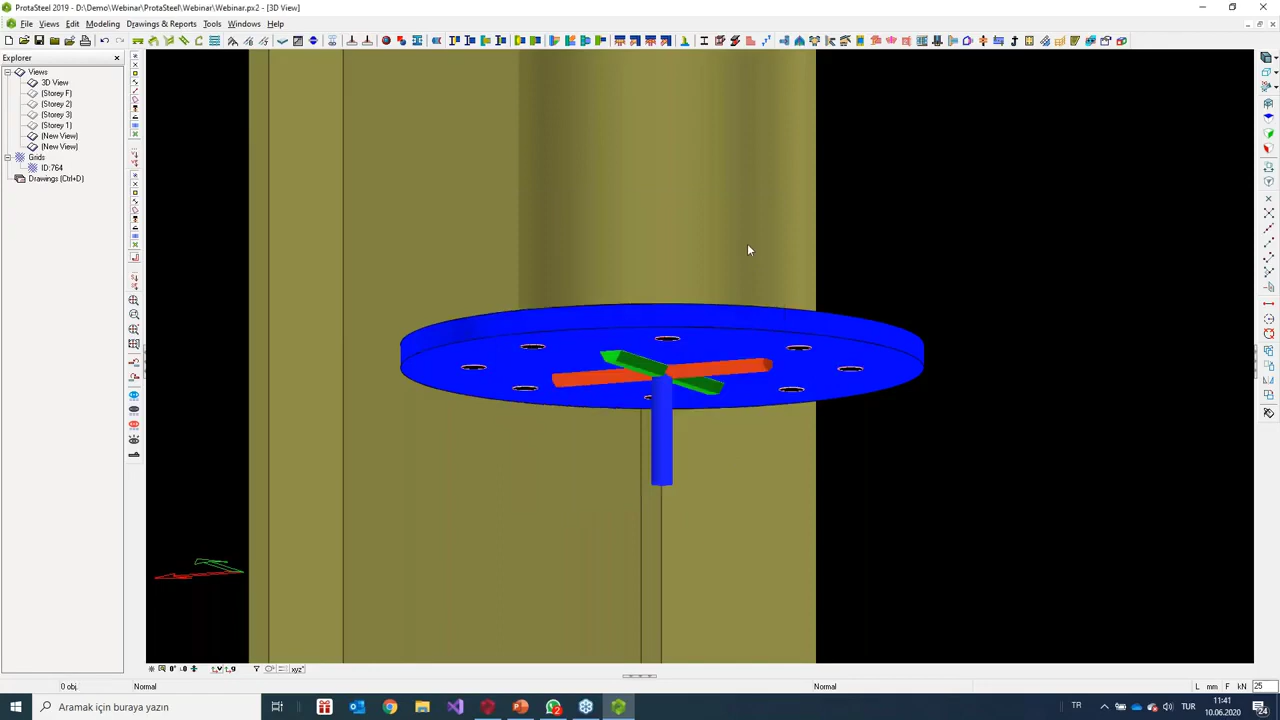 ProtaSteel 2019 - D:\Demo\Webinar\ProtaSteel\Webinar\Webinar.px2 - [3D View]
File Views Edit Modeling Drawings & Reports Tools Windows Help
Explorer
Views
3D View
(Storey F)
(Storey 2)
(Storey 3)
(Storey 1)
(New View)
(New View)
Grids
ID:764
Drawings (Ctrl+D)
0 obj. Normal Normal L mm F kN 25
Aramak için buraya yazın
TR TUR
11:41
10.06.2020